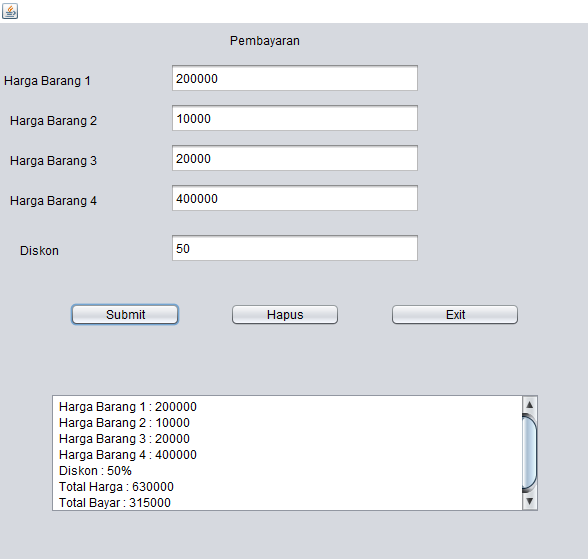 Pembayaran
Harga Barang 1 200000
Harga Barang 2 10000
Harga Barang 3 20000
Harga Barang 4 400000
Diskon 50
Submit Hapus Exit
Harga Barang 1 : 200000
Harga Barang 2 : 10000
Harga Barang 3 : 20000
Harga Barang 4 : 400000
Diskon : 50%
Total Harga : 630000
Total Bayar : 315000